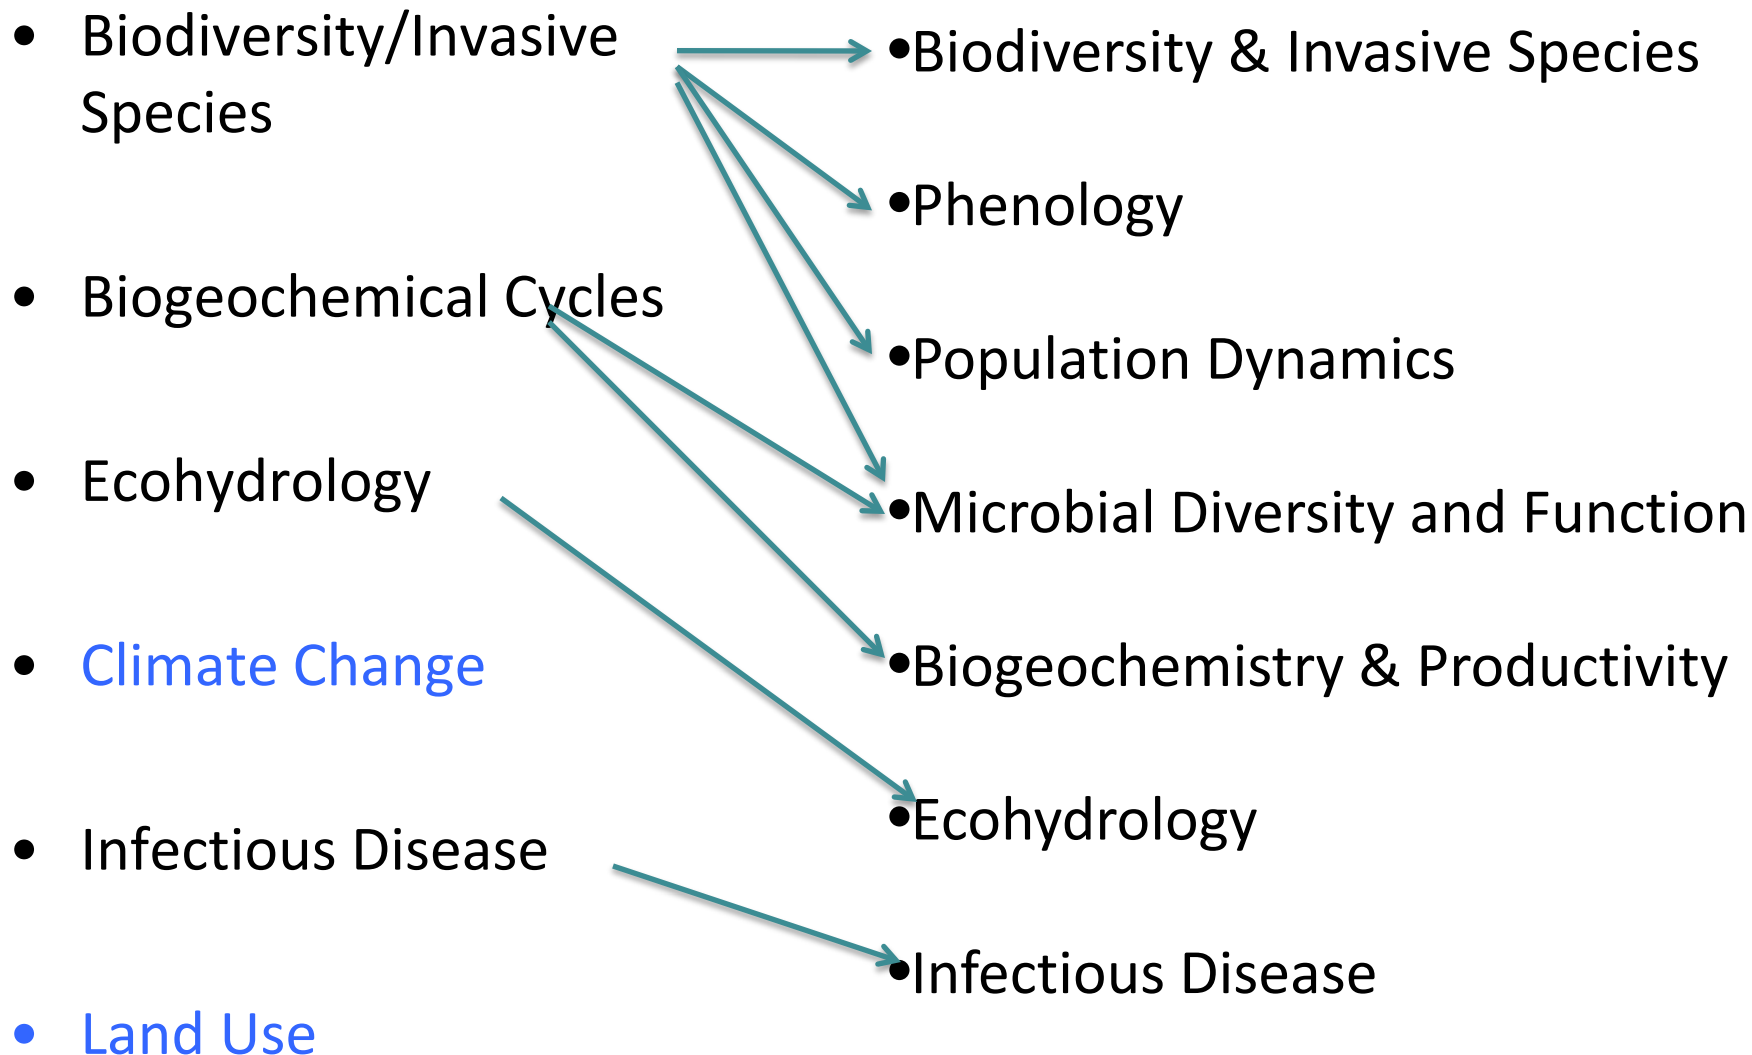 • Biodiversity/Invasive
Species
• Biogeochemical Cycles
• Ecohydrology
• Climate Change
• Infectious Disease
• Land Use
•Biodiversity & Invasive Species
•Phenology
•Population Dynamics
•Microbial Diversity and Function
•Biogeochemistry & Productivity
•Ecohydrology
•Infectious Disease